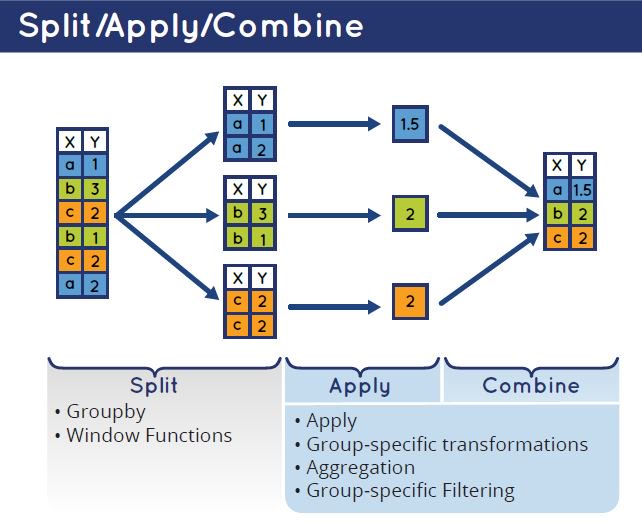 Split/Apply/Combine
X Y
a 1
b 3
c 2
b 1
c 2
a 2
X Y
a 1
a 2
X Y
b 3
b 1
X Y
c 2
c 2
1.5
2
2
X Y
a 1.5
b 2
c 2
Split
• Groupby
• Window Functions
Apply
Combine
• Apply
• Group-specific transformations
• Aggregation
• Group-specific Filtering